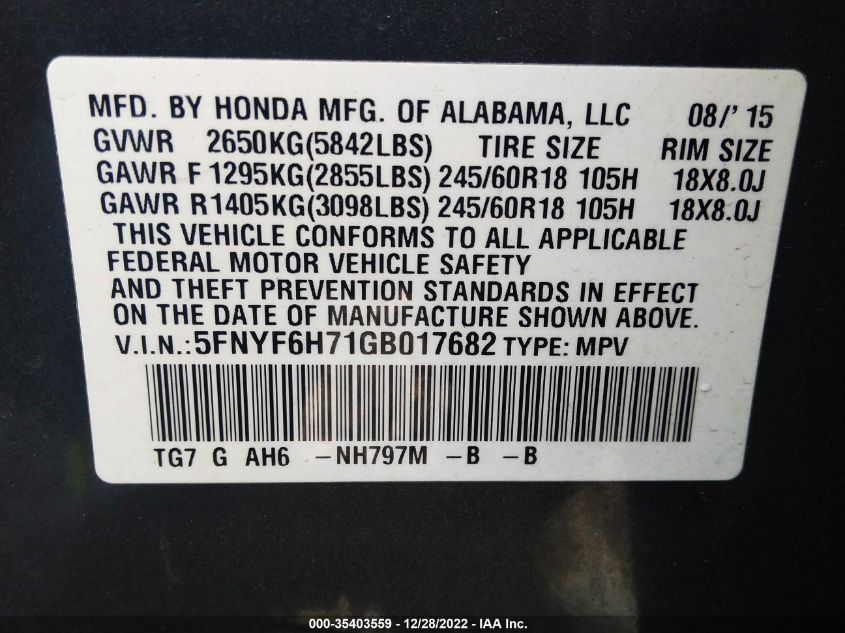 MFD. BY HONDA MFG. OF ALABAMA, LLC 08/' 15
GVWR 2650KG(5842LBS) TIRE SIZE RIM SIZE
GAWR F 1295KG(2855LBS) 245/60R18 105H 18X8.0J
GAWR R1405KG(3098LBS) 245/60R18 105H 18X8.0J
THIS VEHICLE CONFORMS TO ALL APPLICABLE
FEDERAL MOTOR VEHICLE SAFETY
AND THEFT PREVENTION STANDARDS IN EFFECT
ON THE DATE OF MANUFACTURE SHOWN ABOVE.
V.I.N.:5FNYF6H71GB017682 TYPE: MPV
TG7 G AH6 -NH797M -B -B
000-35403559 - 12/28/2022 - IAA Inc.